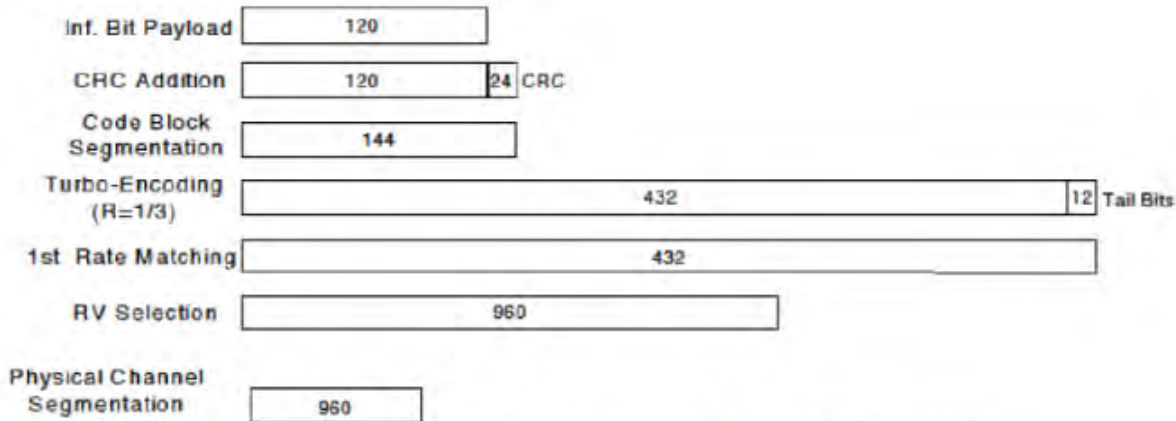 Inf. Bit Payload 120
CRC Addition 120 24 CRC
Code Block
Segmentation 144
Turbo-Encoding
(R=1/3) 432 12 Tail Bits
1st Rate Matching 432
RV Selection 960
Physical Channel
Segmentation 960